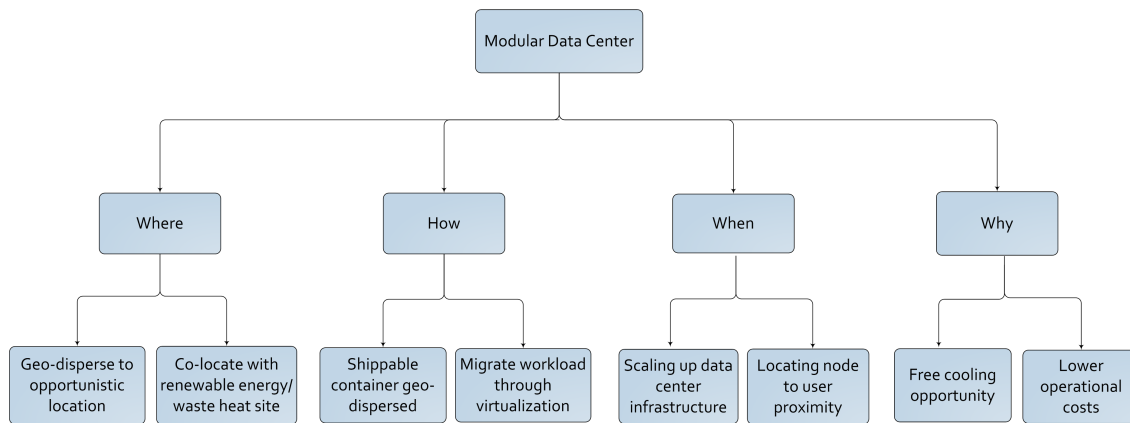 Modular Data Center
Where
How
When
Why
Geo-disperse to
opportunistic
location
Co-locate with
renewable energy/
waste heat site
Shippable
container geo-
dispersed
Migrate workload
through
virtualization
Scaling up data
center
infrastructure
Locating node
to user
proximity
Free cooling
opportunity
Lower
operational
costs